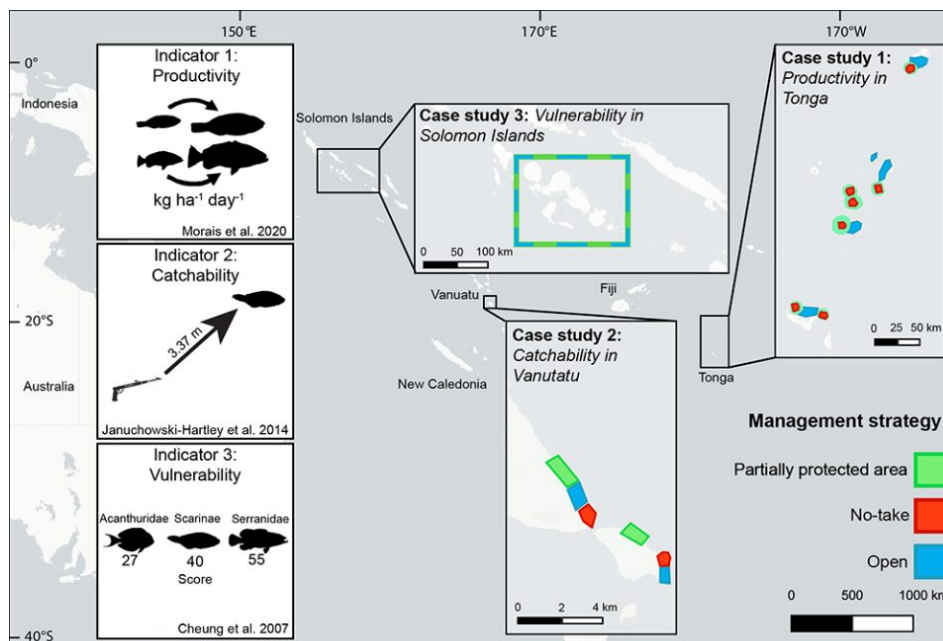 150°E
170°E
170°W
0°
20°S
40°S
Indonesia
Solomon Islands
Australia
Vanuatu
Fiji
New Caledonia
Tonga
Indicator 1:
Productivity
kg ha⁻¹ day⁻¹
Morais et al. 2020
Indicator 2:
Catchability
3.37 m
Januchowski-Hartley et al. 2014
Indicator 3:
Vulnerability
Acanthuridae Scarinae Serranidae
27 40 55
Score
Cheung et al. 2007
Case study 3: Vulnerability in
Solomon Islands
0 50 100 km
Case study 2:
Catchability in
Vanutatu
0 2 4 km
Case study 1:
Productivity in
Tonga
0 25 50 km
Management strategy
Partially protected area
No-take
Open
0 500 1000 km